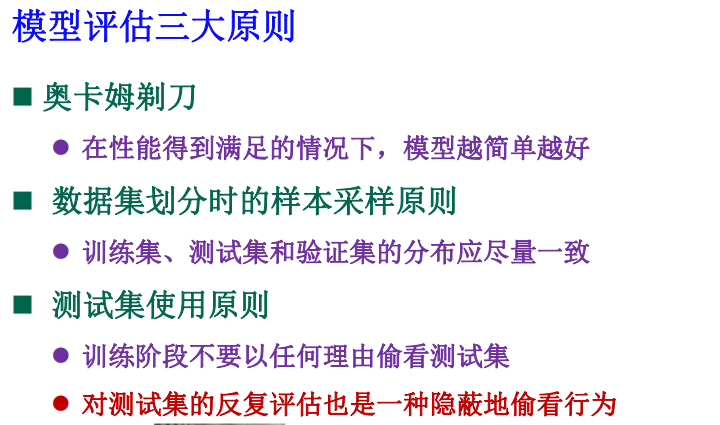 模型评估三大原则
奥卡姆剃刀
在性能得到满足的情况下，模型越简单越好
数据集划分时的样本采样原则
训练集、测试集和验证集的分布应尽量一致
测试集使用原则
训练阶段不要以任何理由偷看测试集
对测试集的反复评估也是一种隐蔽地偷看行为